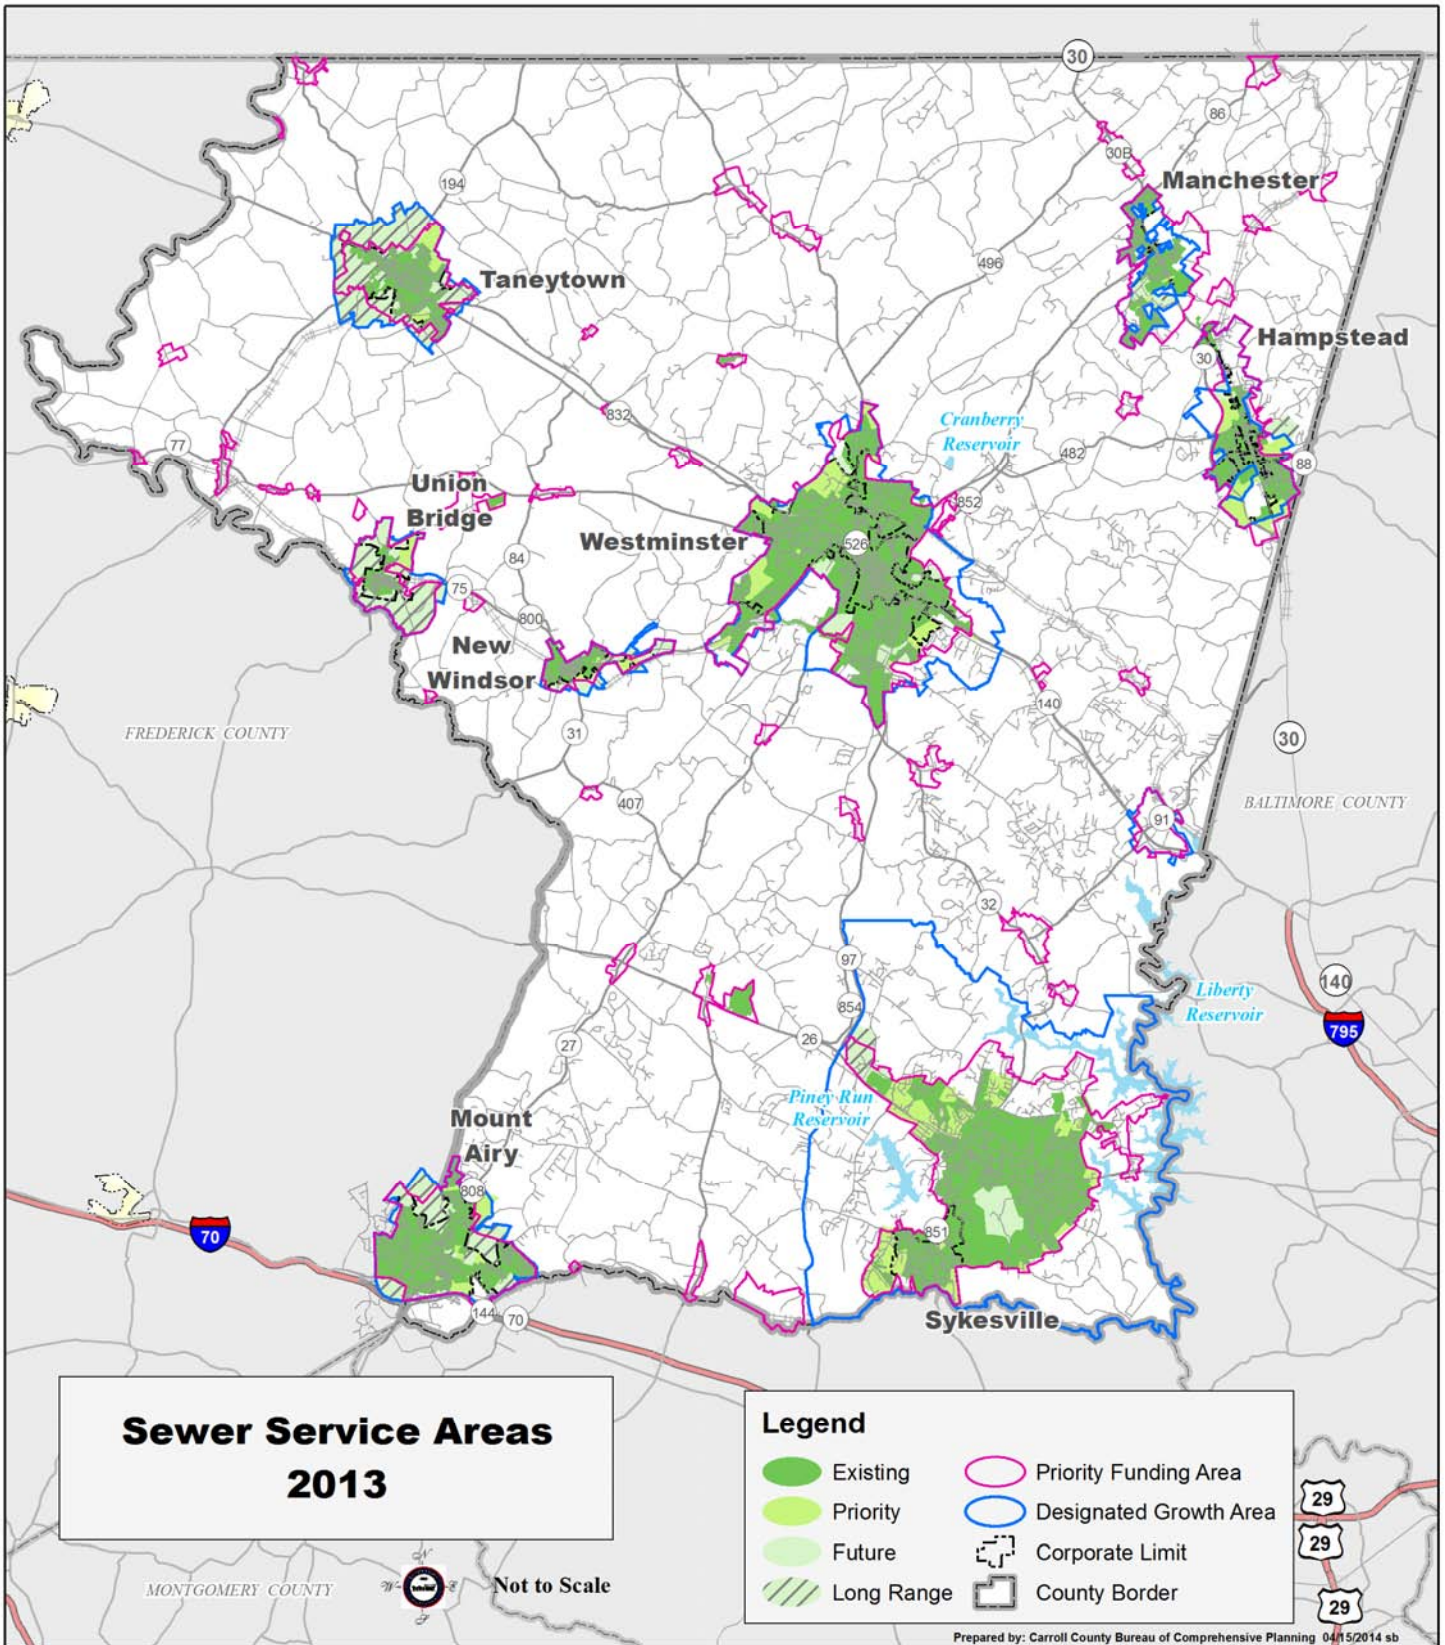 30
86
30B
Manchester
194
496
Taneytown
Hampstead
30
832
Cranberry
Reservoir
77
482
88
Union
Bridge
852
Westminster
526
84
75
800
New
Windsor
140
31
30
FREDERICK COUNTY
407
BALTIMORE COUNTY
91
32
97
140
Liberty
Reservoir
854
795
26
27
Piney Run
Reservoir
Mount
Airy
808
70
851
144
70
Sykesville
Sewer Service Areas
2013
Legend
Existing
Priority
Future
Long Range
Priority Funding Area
Designated Growth Area
Corporate Limit
County Border
29
29
29
N
W
E
S
MONTGOMERY COUNTY
Not to Scale
Prepared by: Carroll County Bureau of Comprehensive Planning 04/15/2014 sb